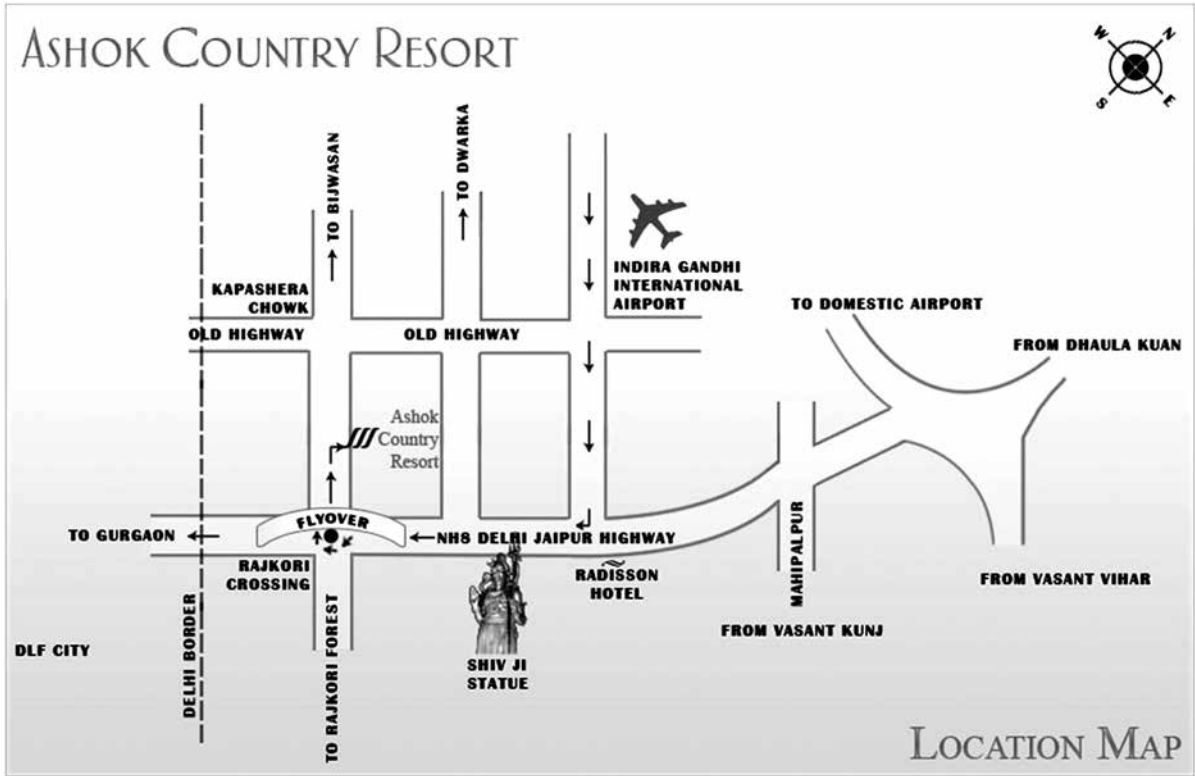 ASHOK COUNTRY RESORT
W
N
S
E
TO BIJWASAN
TO DWARKA
INDIRA GANDHI
INTERNATIONAL
AIRPORT
KAPASHERA
CHOWK
OLD HIGHWAY
OLD HIGHWAY
TO DOMESTIC AIRPORT
FROM DHAULA KUAN
Ashok
Country
Resort
FLYOVER
TO GURGAON
NH8 DELHI JAIPUR HIGHWAY
RAJKORI
CROSSING
RADISSON
HOTEL
MAHIPALPUR
FROM VASANT VIHAR
FROM VASANT KUNJ
DLF CITY
DELHI BORDER
TO RAJKORI FOREST
SHIV JI
STATUE
LOCATION MAP